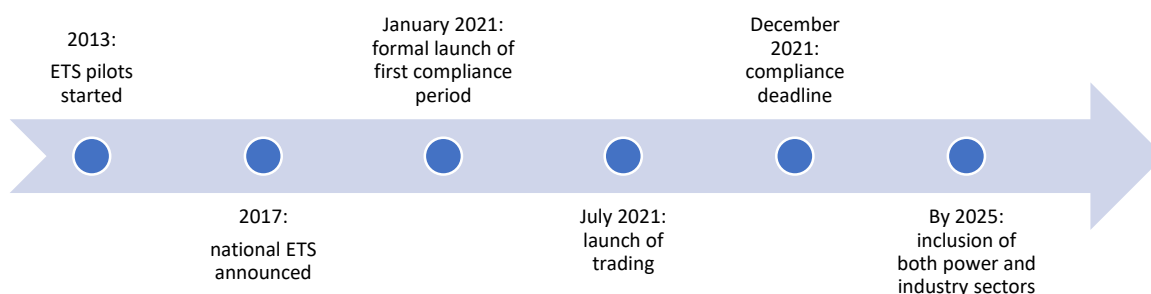 2013:
ETS pilots
started
2017:
national ETS
announced
January 2021:
formal launch of
first compliance
period
July 2021:
launch of
trading
December
2021:
compliance
deadline
By 2025:
inclusion of
both power and
industry sectors